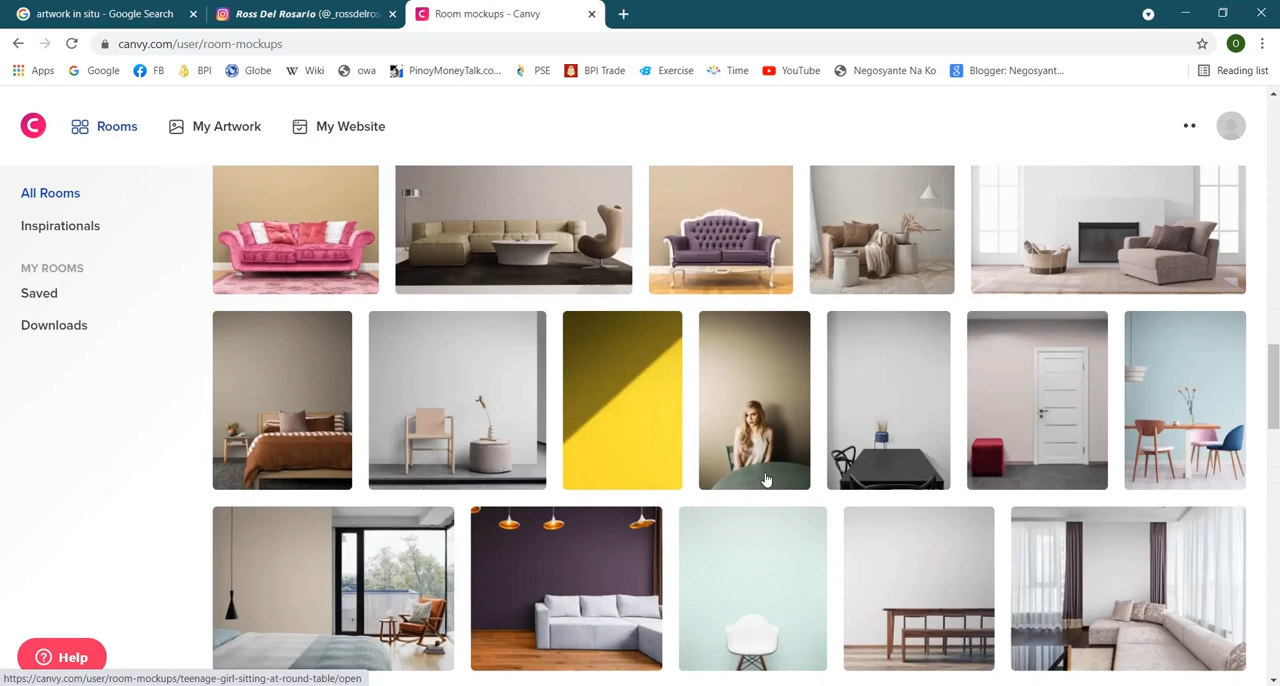 artwork in situ - Google Search
Ross Del Rosario (@_rossdelros
Room mockups - Canvy
canvy.com/user/room-mockups
O
Apps
Google
FB
BPI
Globe
Wiki
owa
PinoyMoneyTalk.co...
PSE
BPI Trade
Exercise
Time
YouTube
Negosyante Na Ko
Blogger: Negosyant...
Reading list
Rooms
My Artwork
My Website
All Rooms
Inspirationals
MY ROOMS
Saved
Downloads
Help
https://canvy.com/user/room-mockups/teenage-girl-sitting-at-round-table/open